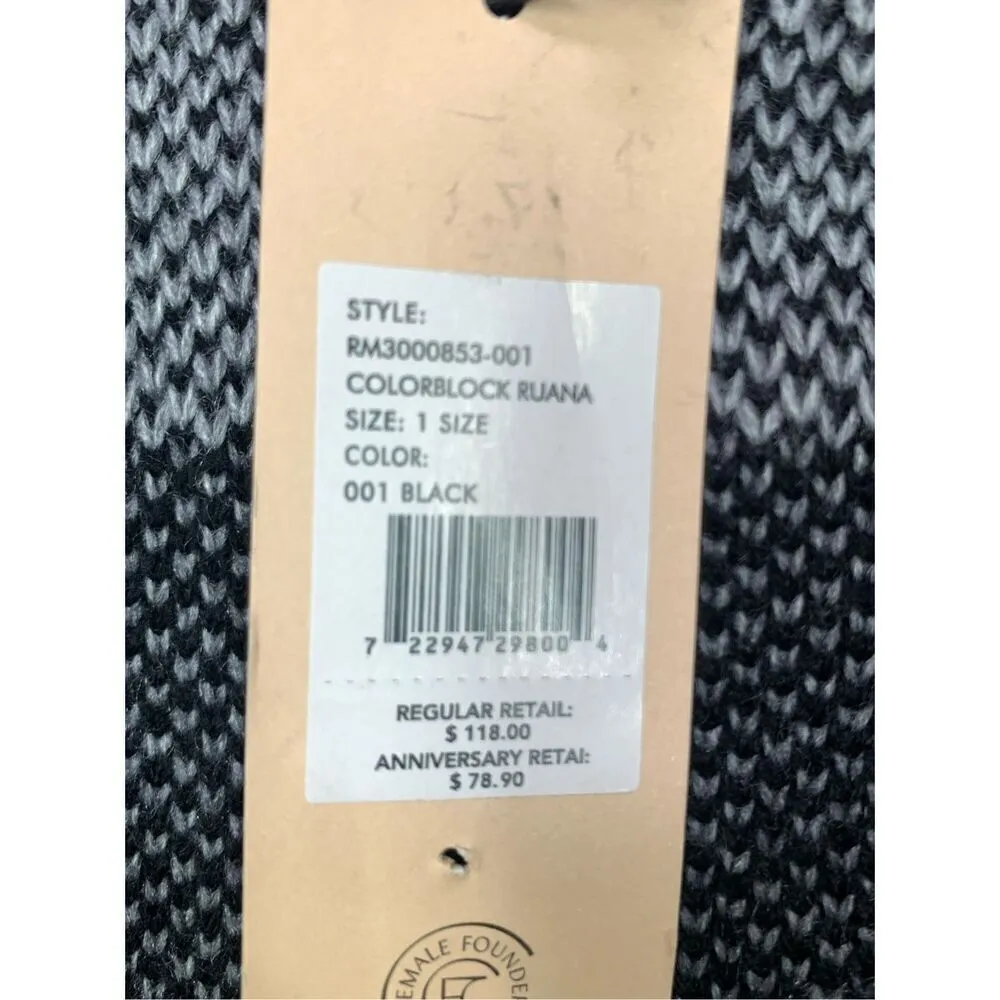 STYLE:
RM3000853-001
COLORBLOCK RUANA
SIZE: 1 SIZE
COLOR:
001 BLACK
7 22947 29800 4
REGULAR RETAIL:
$ 118.00
ANNIVERSARY RETAI:
$ 78.90
EMALE FOUNDE